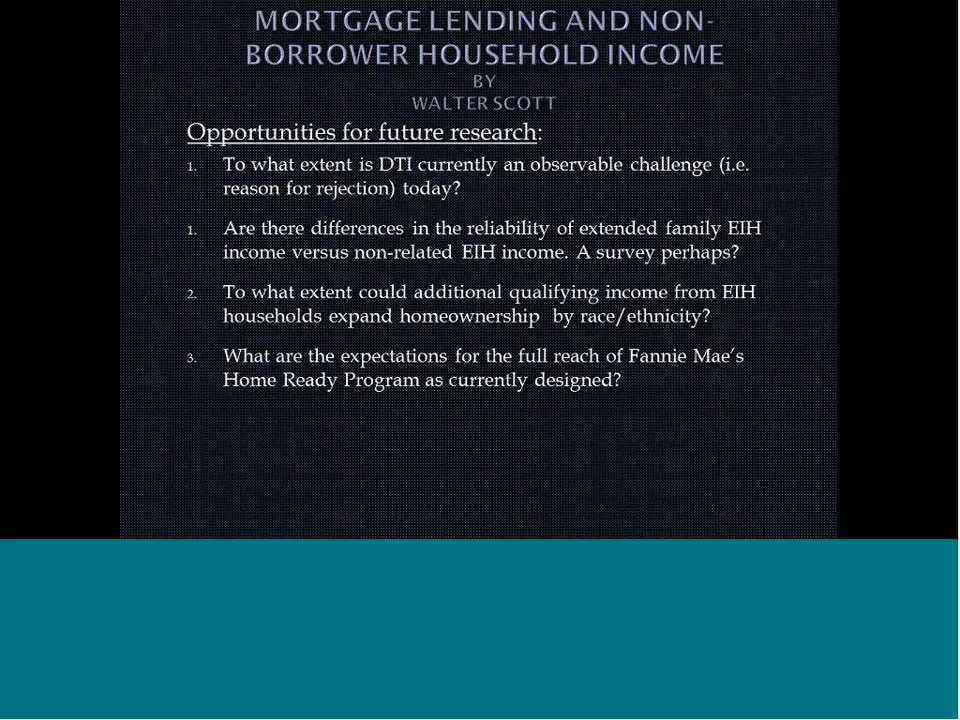 MORTGAGE LENDING AND NON-
BORROWER HOUSEHOLD INCOME
BY
WALTER SCOTT
Opportunities for future research:
1. To what extent is DTI currently an observable challenge (i.e.
reason for rejection) today?
1. Are there differences in the reliability of extended family EIH
income versus non-related EIH income. A survey perhaps?
2. To what extent could additional qualifying income from EIH
households expand homeownership by race/ethnicity?
3. What are the expectations for the full reach of Fannie Mae’s
Home Ready Program as currently designed?